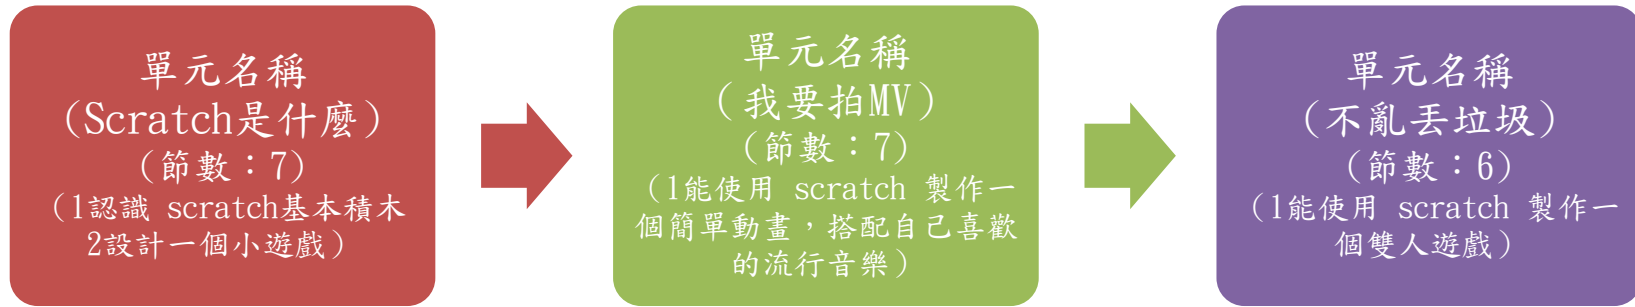 單元名稱
（Scratch是什麼）
（節數：7）
（1認識 scratch基本積木
2設計一個小遊戲）
單元名稱
（我要拍MV）
（節數：7）
（1能使用 scratch 製作一
個簡單動畫，搭配自己喜歡
的流行音樂）
單元名稱
（不亂丟垃圾）
（節數：6）
（1能使用 scratch 製作一
個雙人遊戲）